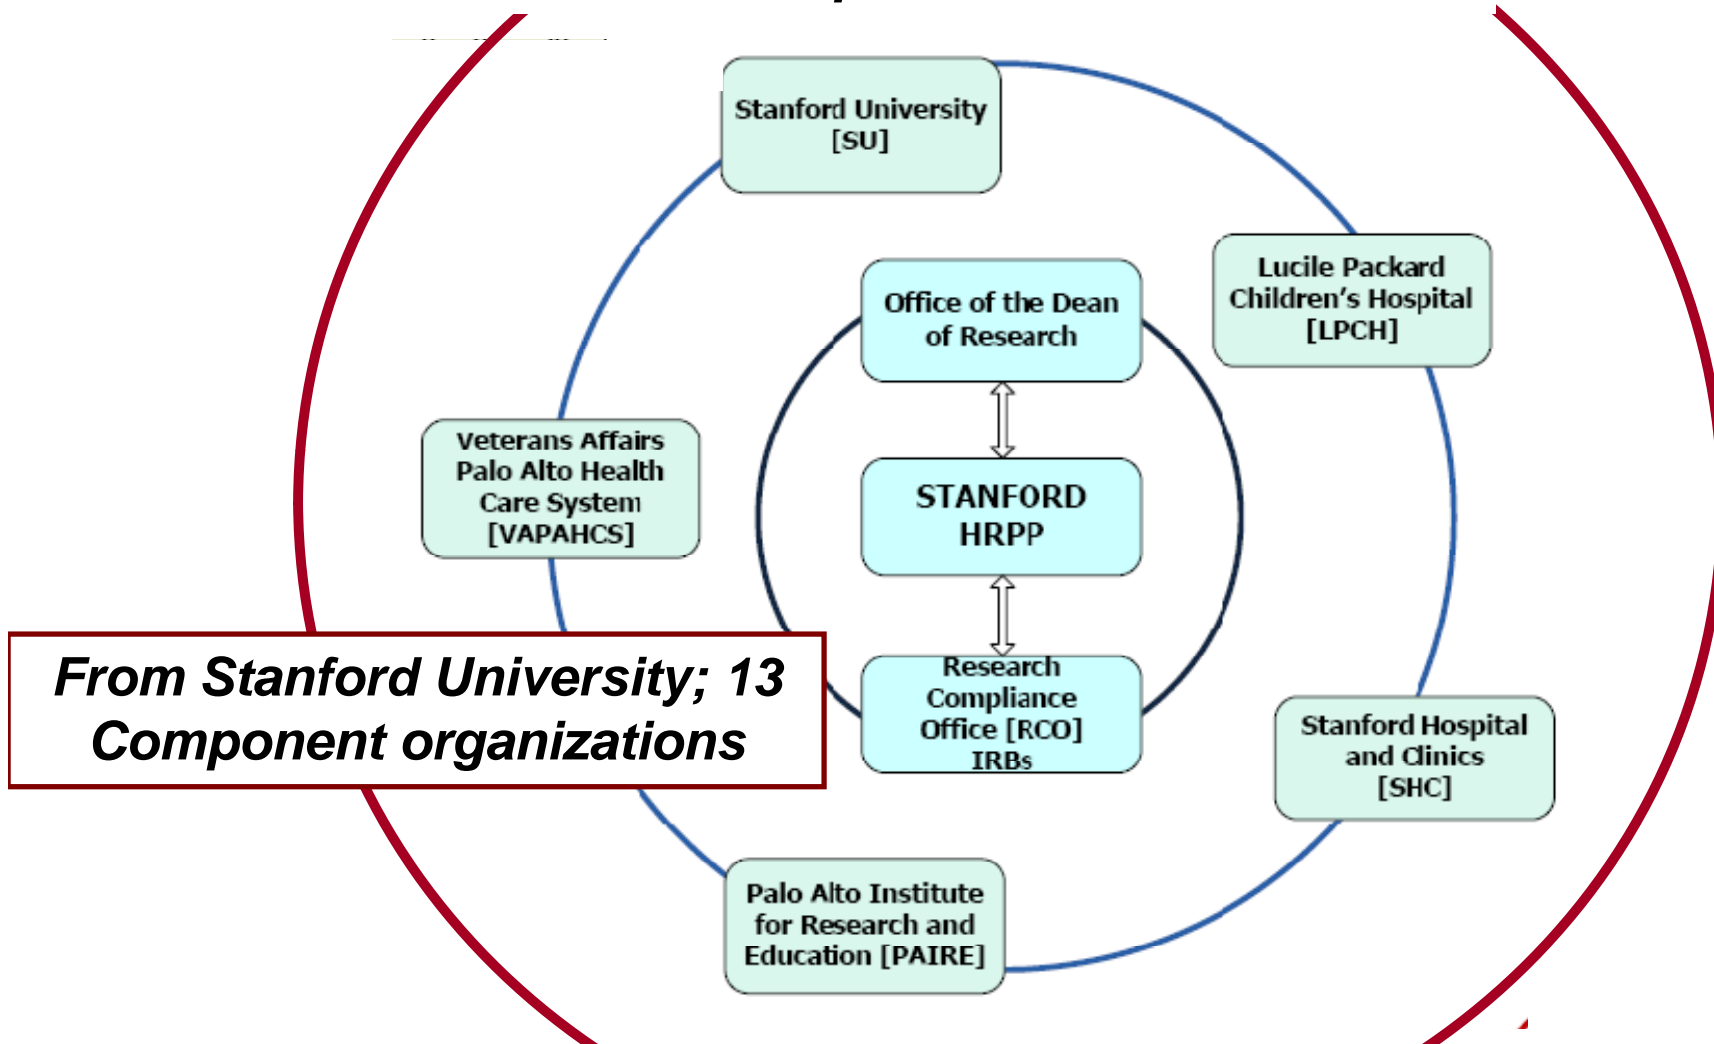 Stanford University
[SU]
Lucile Packard
Children’s Hospital
[LPCH]
Office of the Dean
of Research
Veterans Affairs
Palo Alto Health
Care System
[VAPAHCS]
STANFORD
HRPP
From Stanford University; 13
Component organizations
Research
Compliance
Office [RCO]
IRBs
Stanford Hospital
and Clinics
[SHC]
Palo Alto Institute
for Research and
Education [PAIRE]